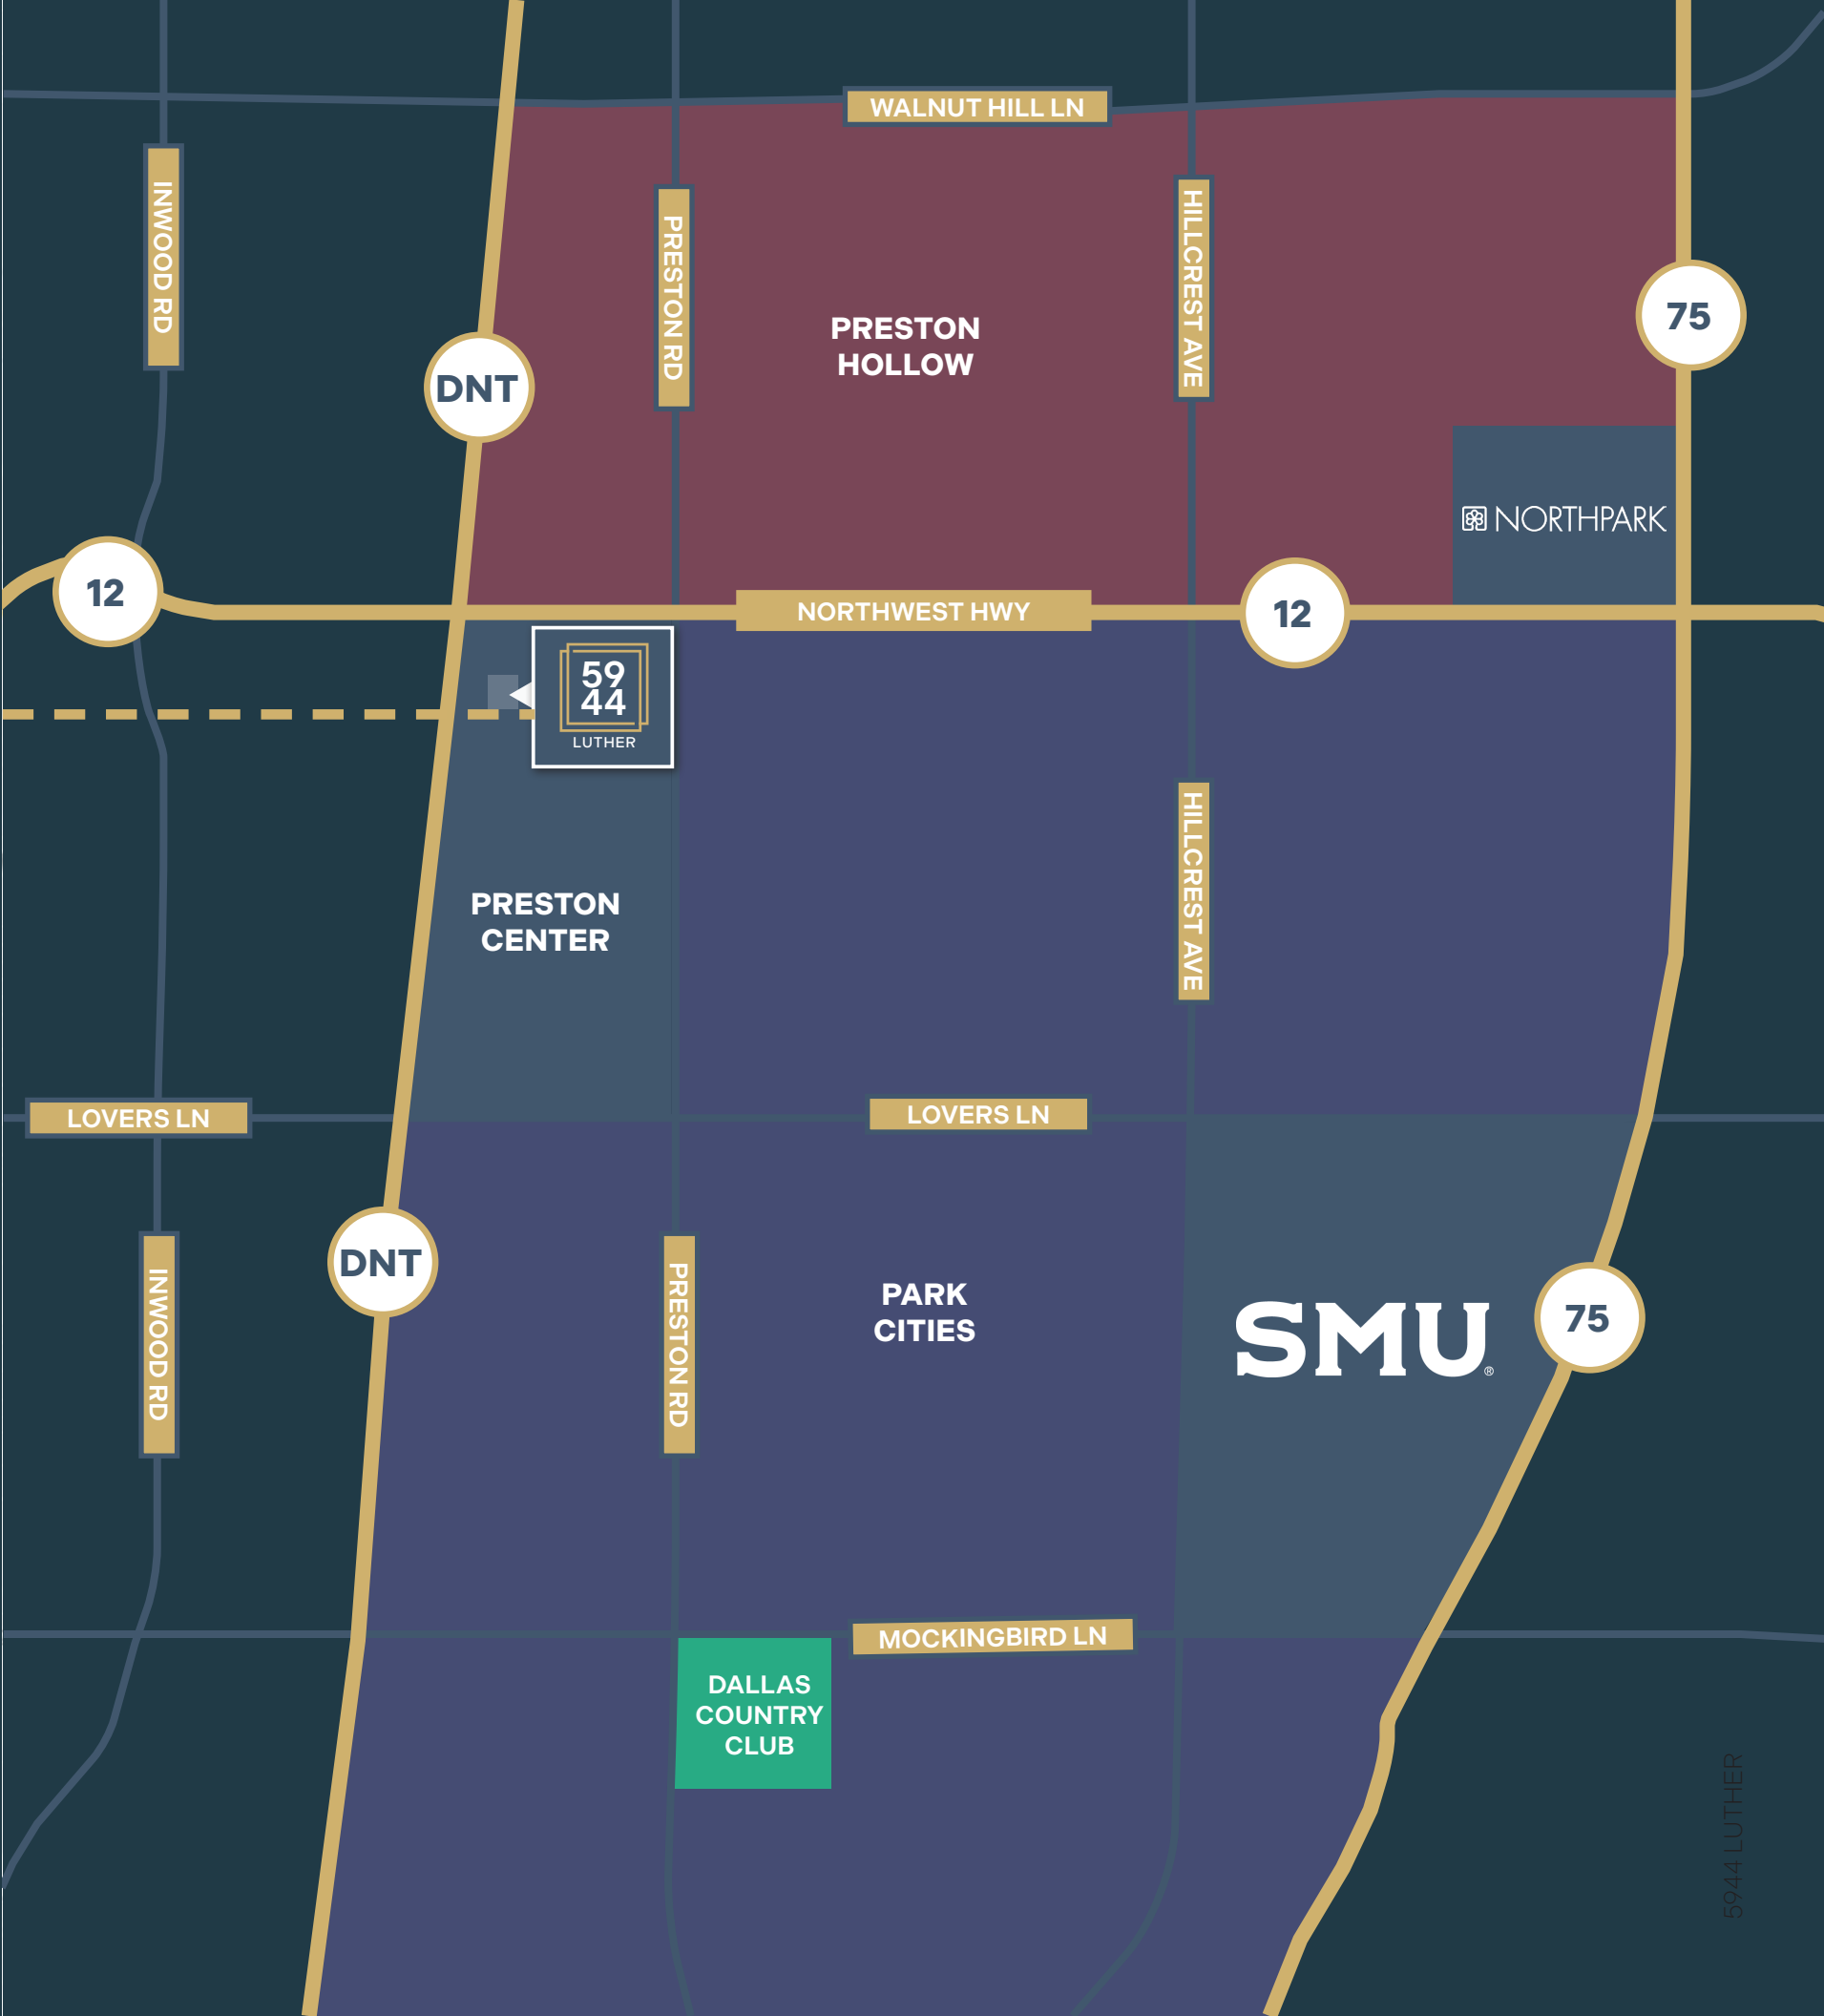 WALNUT HILL LN
INWOOD RD
PRESTON RD
HILLCREST AVE
75
PRESTON
HOLLOW
DNT
NORTHPARK
12
NORTHWEST HWY
12
59
44
LUTHER
HILLCREST AVE
PRESTON
CENTER
LOVERS LN
LOVERS LN
DNT
INWOOD RD
PRESTON RD
PARK
CITIES
SMU®
75
MOCKINGBIRD LN
DALLAS
COUNTRY
CLUB
5944 LUTHER